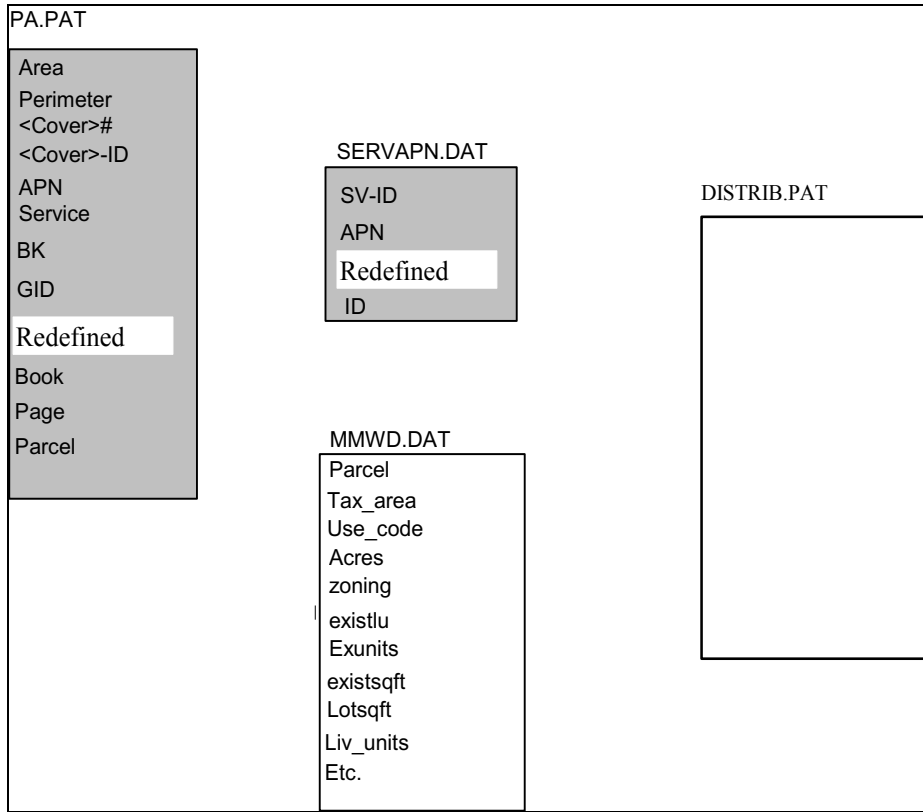 PA.PAT
Area
Perimeter
<Cover>#
<Cover>-ID
APN
Service
BK
GID
Redefined
Book
Page
Parcel
SERVAPN.DAT
SV-ID
APN
Redefined
ID
MMWD.DAT
Parcel
Tax_area
Use_code
Acres
zoning
existlu
Exunits
existsqft
Lotsqft
Liv_units
Etc.
DISTRIB.PAT